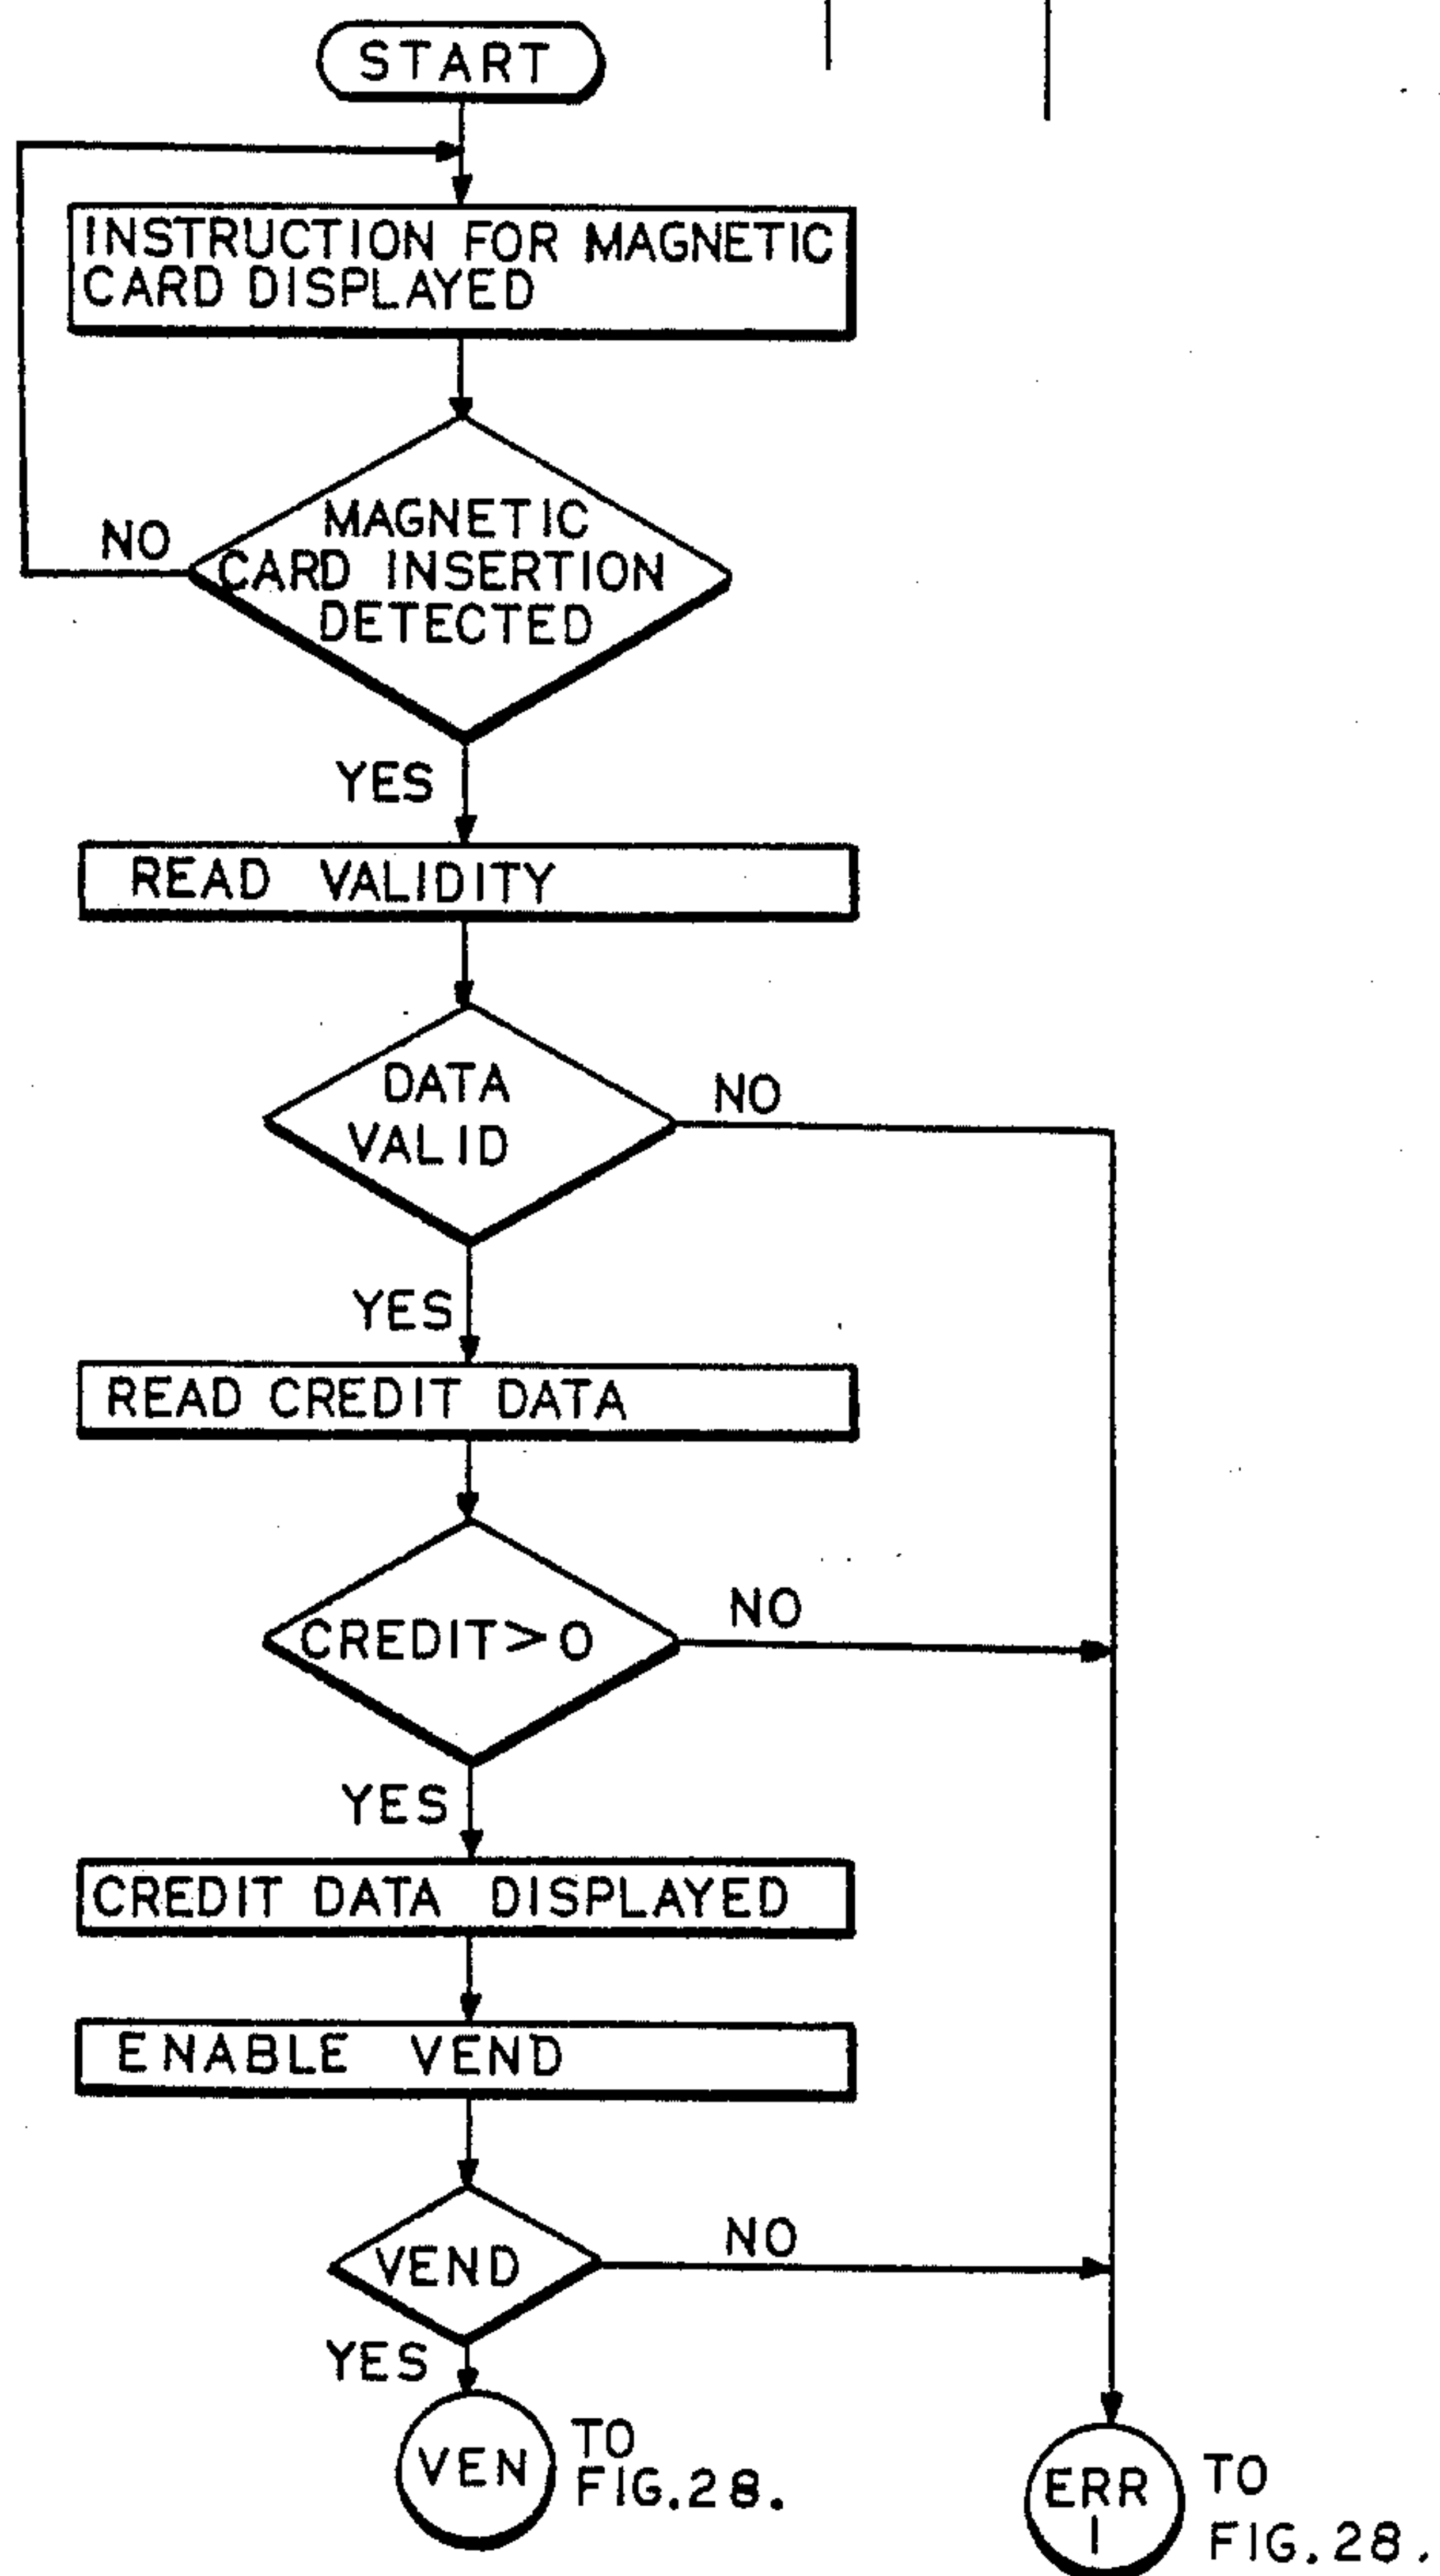 START
INSTRUCTION FOR MAGNETIC
CARD DISPLAYED
MAGNETIC
CARD INSERTION
DETECTED
NO
YES
READ VALIDITY
DATA
VALID
NO
YES
READ CREDIT DATA
CREDIT>0
NO
YES
CREDIT DATA DISPLAYED
ENABLE VEND
VEND
NO
YES
VEN
TO
FIG.28.
ERR
1
TO
FIG.28.